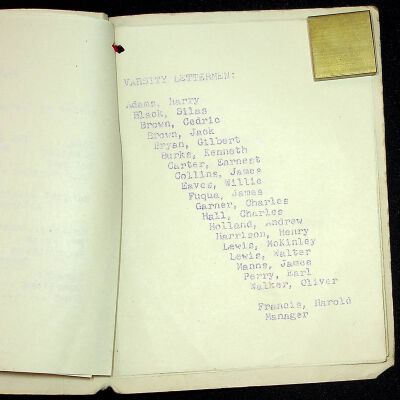 VARSITY LETTERMEN:
Adams, Harry
Black, Silas
Brown, Cedric
Brown, Jack
Bryan, Gilbert
Burks, Kenneth
Carter, Earnest
Collins, James
Eaves, Willie
Fuqua, James
Garner, Charles
Hall, Charles
Holland, Andrew
Harrison, Henry
Lewis, McKinley
Lewis, Walter
Manns, James
Perry, Earl
Walker, Oliver
Francis, Harold
Manager